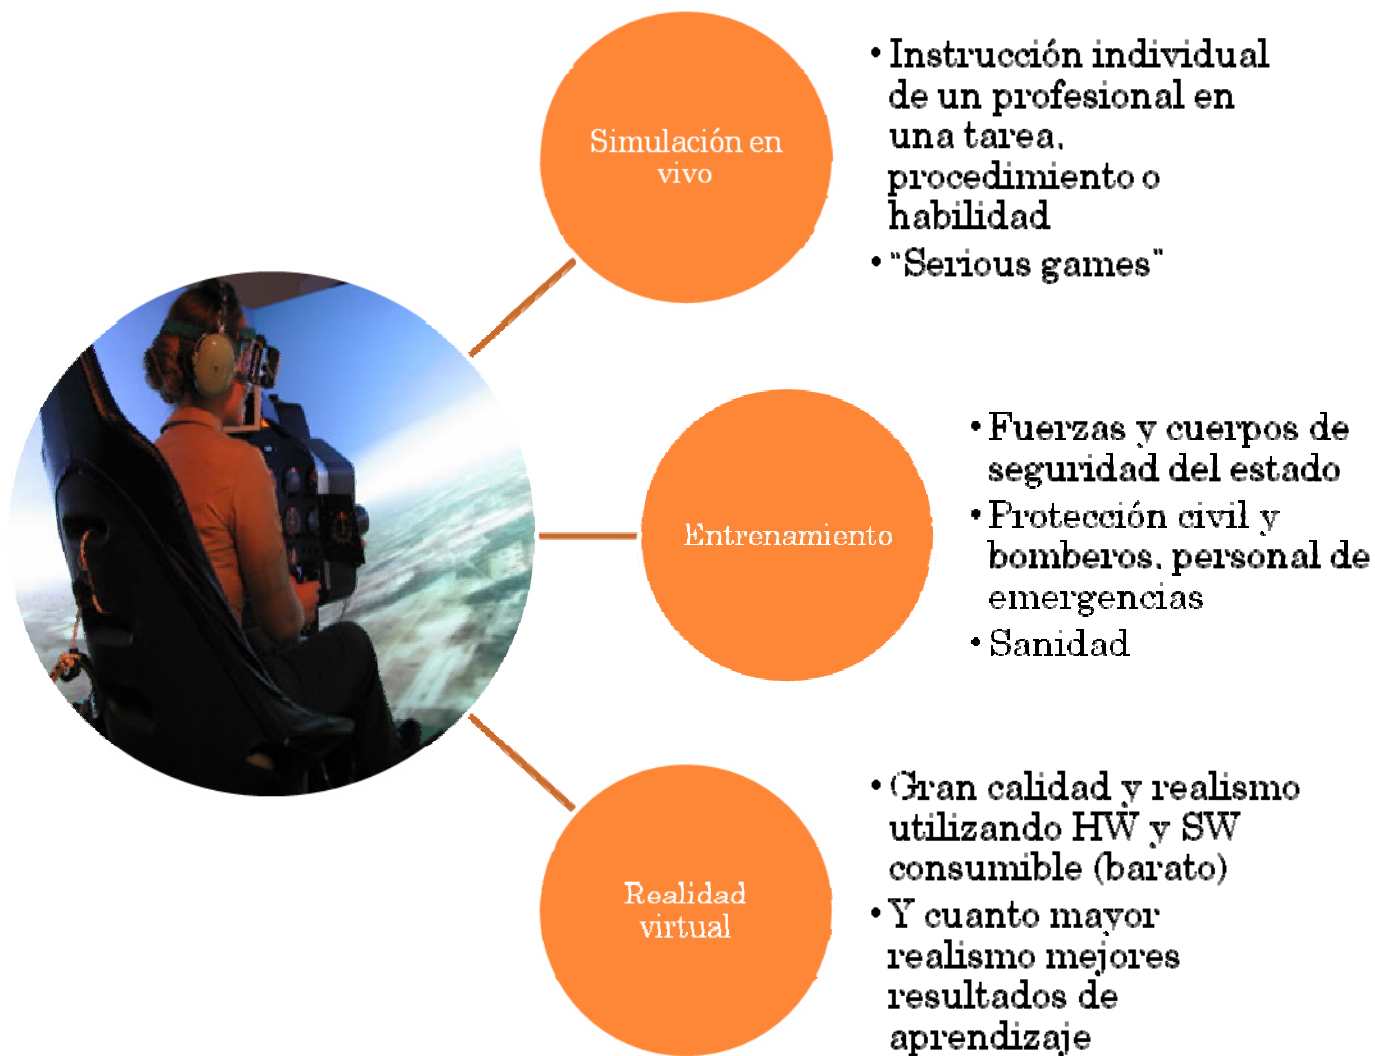 Simulación en
vivo
• Instrucción individual
de un profesional en
una tarea,
procedimiento o
habilidad
• "Serious games"
Entrenamiento
• Fuerzas y cuerpos de
seguridad del estado
• Protección civil y
bomberos, personal de
emergencias
• Sanidad
Realidad
virtual
• Gran calidad y realismo
utilizando HW y SW
consumible (barato)
• Y cuanto mayor
realismo mejores
resultados de
aprendizaje